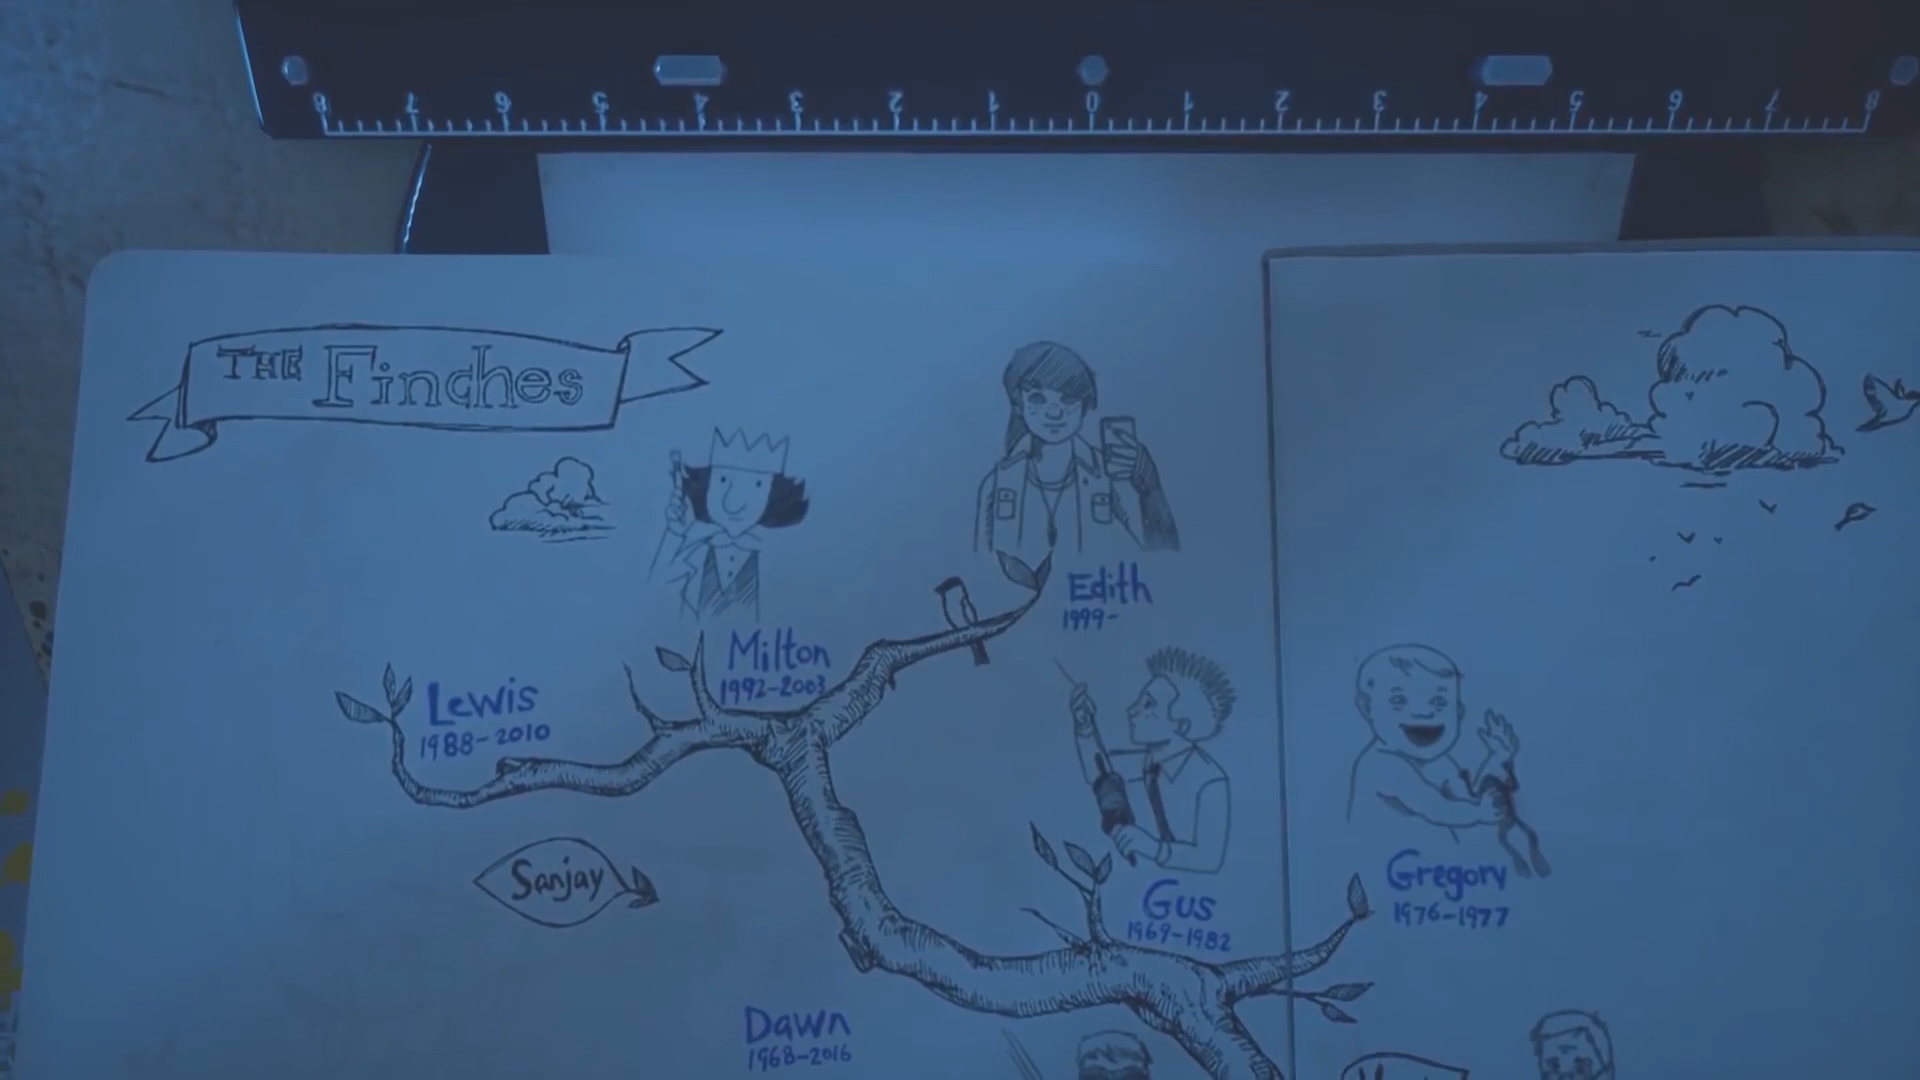 8 7 6 5 4 3 2 1 0 1 2 3 4 5 6 7 8
THE Finches
Edith
1999-
Milton
1992-2003
Lewis
1988-2010
Sanjay
Gus
1969-1982
Gregory
1976-1977
Dawn
1968-2016